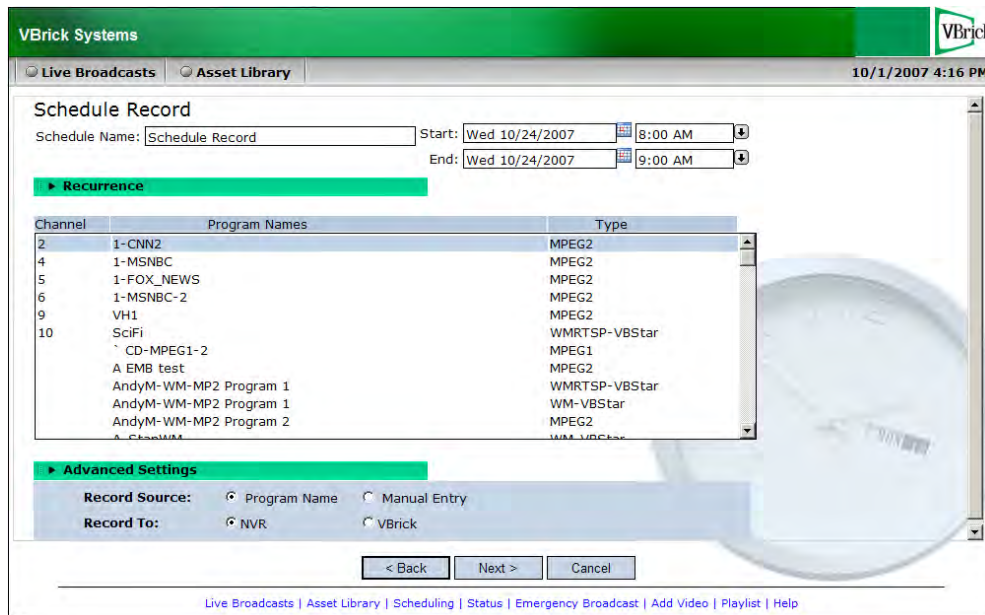 VBrick Systems
VBrick
Live Broadcasts Asset Library 10/1/2007 4:16 PM
Schedule Record
Schedule Name: Schedule Record Start: Wed 10/24/2007 8:00 AM
End: Wed 10/24/2007 9:00 AM
Recurrence
Channel Program Names Type
2 1-CNN2 MPEG2
4 1-MSNBC MPEG2
5 1-FOX_NEWS MPEG2
6 1-MSNBC-2 MPEG2
9 VH1 MPEG2
10 SciFi WMRTSP-VBStar
` CD-MPEG1-2 MPEG1
A EMB test MPEG2
AndyM-WM-MP2 Program 1 WMRTSP-VBStar
AndyM-WM-MP2 Program 1 WM-VBStar
AndyM-WM-MP2 Program 2 MPEG2
A StanWM WM-VBStar
Advanced Settings
Record Source: Program Name Manual Entry
Record To: NVR VBrick
< Back Next > Cancel
Live Broadcasts | Asset Library | Scheduling | Status | Emergency Broadcast | Add Video | Playlist | Help